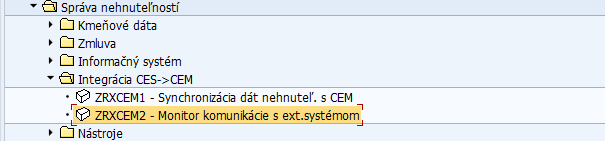 Správa nehnuteľností
Kmeňové dáta
Zmluva
Informačný systém
Integrácia CES->CEM
ZRXCEM1 - Synchronizácia dát nehnuteľ. s CEM
ZRXCEM2 - Monitor komunikácie s ext.systémom
Nástroje